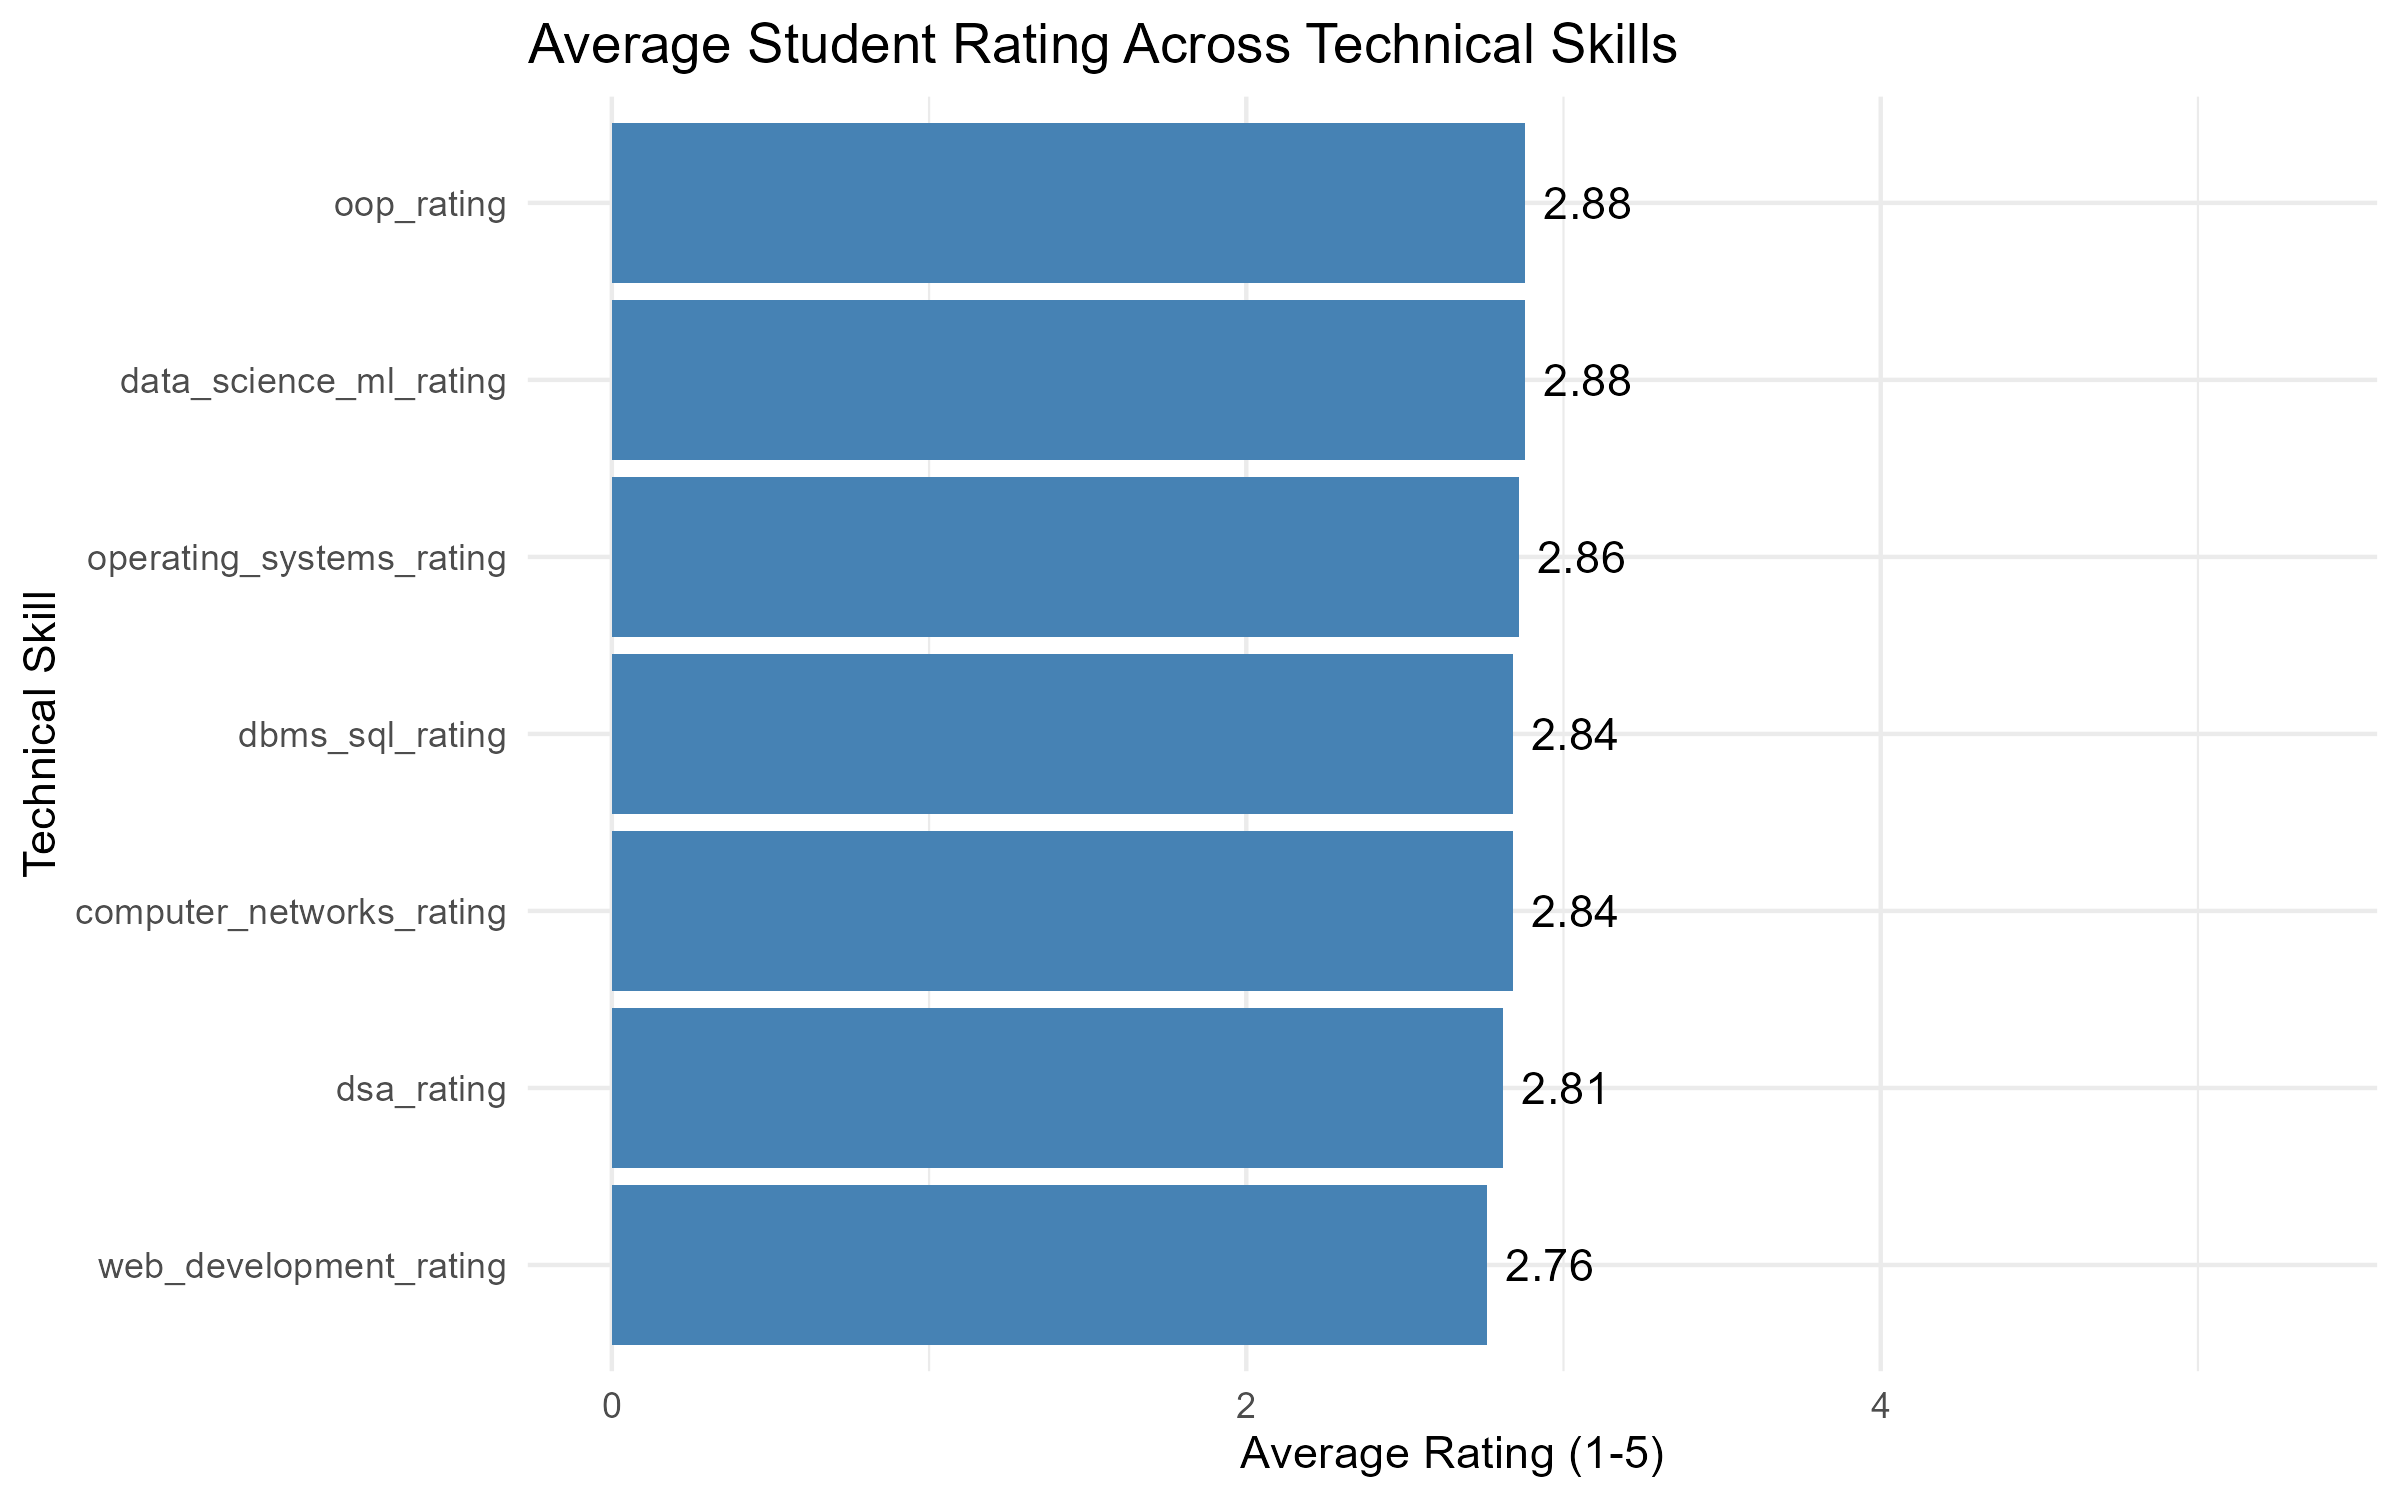 Average Student Rating Across Technical Skills
Technical Skill
oop_rating 2.88
data_science_ml_rating 2.88
operating_systems_rating 2.86
dbms_sql_rating 2.84
computer_networks_rating 2.84
dsa_rating 2.81
web_development_rating 2.76
0 2 4
Average Rating (1-5)